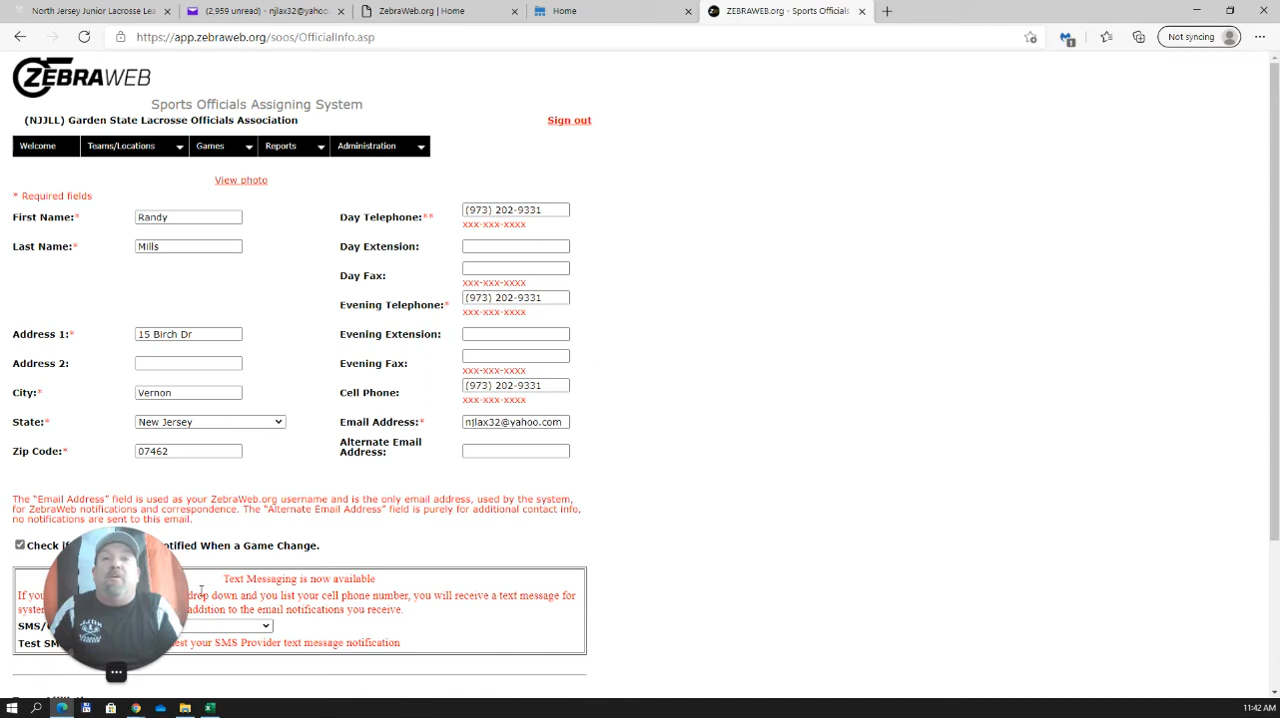 North Jersey Junior Lacrosse Lea
(2,959 unread) - njlax32@yahoo.
ZebraWeb.org | Home
Home
ZEBRAWEB.org - Sports Officials
https://app.zebraweb.org/soos/OfficialInfo.asp
1
Not syncing
ZEBRAWEB
Sports Officials Assigning System
(NJJLL) Garden State Lacrosse Officials Association
Sign out
Welcome Teams/Locations Games Reports Administration
View photo
* Required fields
First Name:* Randy Day Telephone:** (973) 202-9331
xxx-xxx-xxxx
Last Name:* Mills Day Extension:
Day Fax:
xxx-xxx-xxxx
Evening Telephone:* (973) 202-9331
xxx-xxx-xxxx
Address 1:* 15 Birch Dr Evening Extension:
Address 2: Evening Fax:
xxx-xxx-xxxx
City:* Vernon Cell Phone: (973) 202-9331
xxx-xxx-xxxx
State:* New Jersey Email Address:* njlax32@yahoo.com
Zip Code:* 07462 Alternate Email Address:
The "Email Address" field is used as your ZebraWeb.org username and is the only email address, used by the system,
for ZebraWeb notifications and correspondence. The "Alternate Email Address" field is purely for additional contact info,
no notifications are sent to this email.
Check if notified When a Game Change.
Text Messaging is now available
If you drop down and you list your cell phone number, you will receive a text message for
system addition to the email notifications you receive.
SMS/
Test SM est your SMS Provider text message notification
11:42 AM